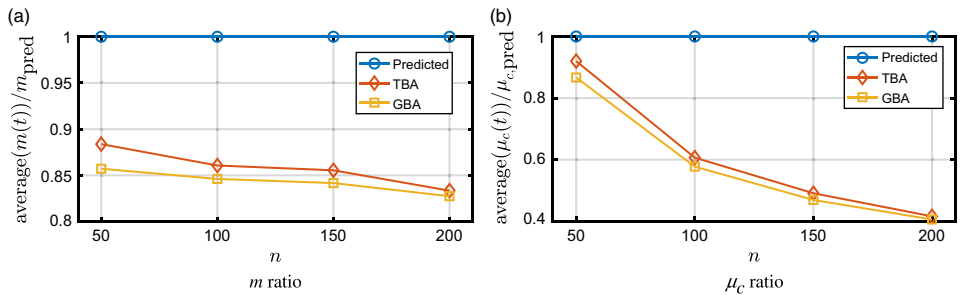 (a)
average(m(t))/m_pred
1
0.95
0.9
0.85
0.8
Predicted
TBA
GBA
50 100 150 200
n
m ratio
(b)
average(μ_c(t))/μ_c,pred
1
0.8
0.6
0.4
Predicted
TBA
GBA
50 100 150 200
n
μ_c ratio